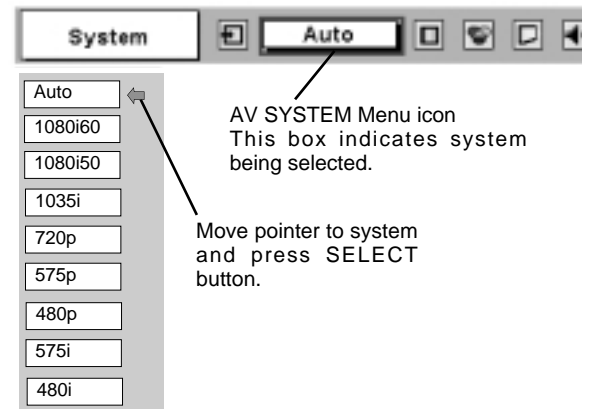 System
Auto
Auto
1080i60
1080i50
1035i
720p
575p
480p
575i
480i
AV SYSTEM Menu icon
This box indicates system
being selected.
Move pointer to system
and press SELECT
button.